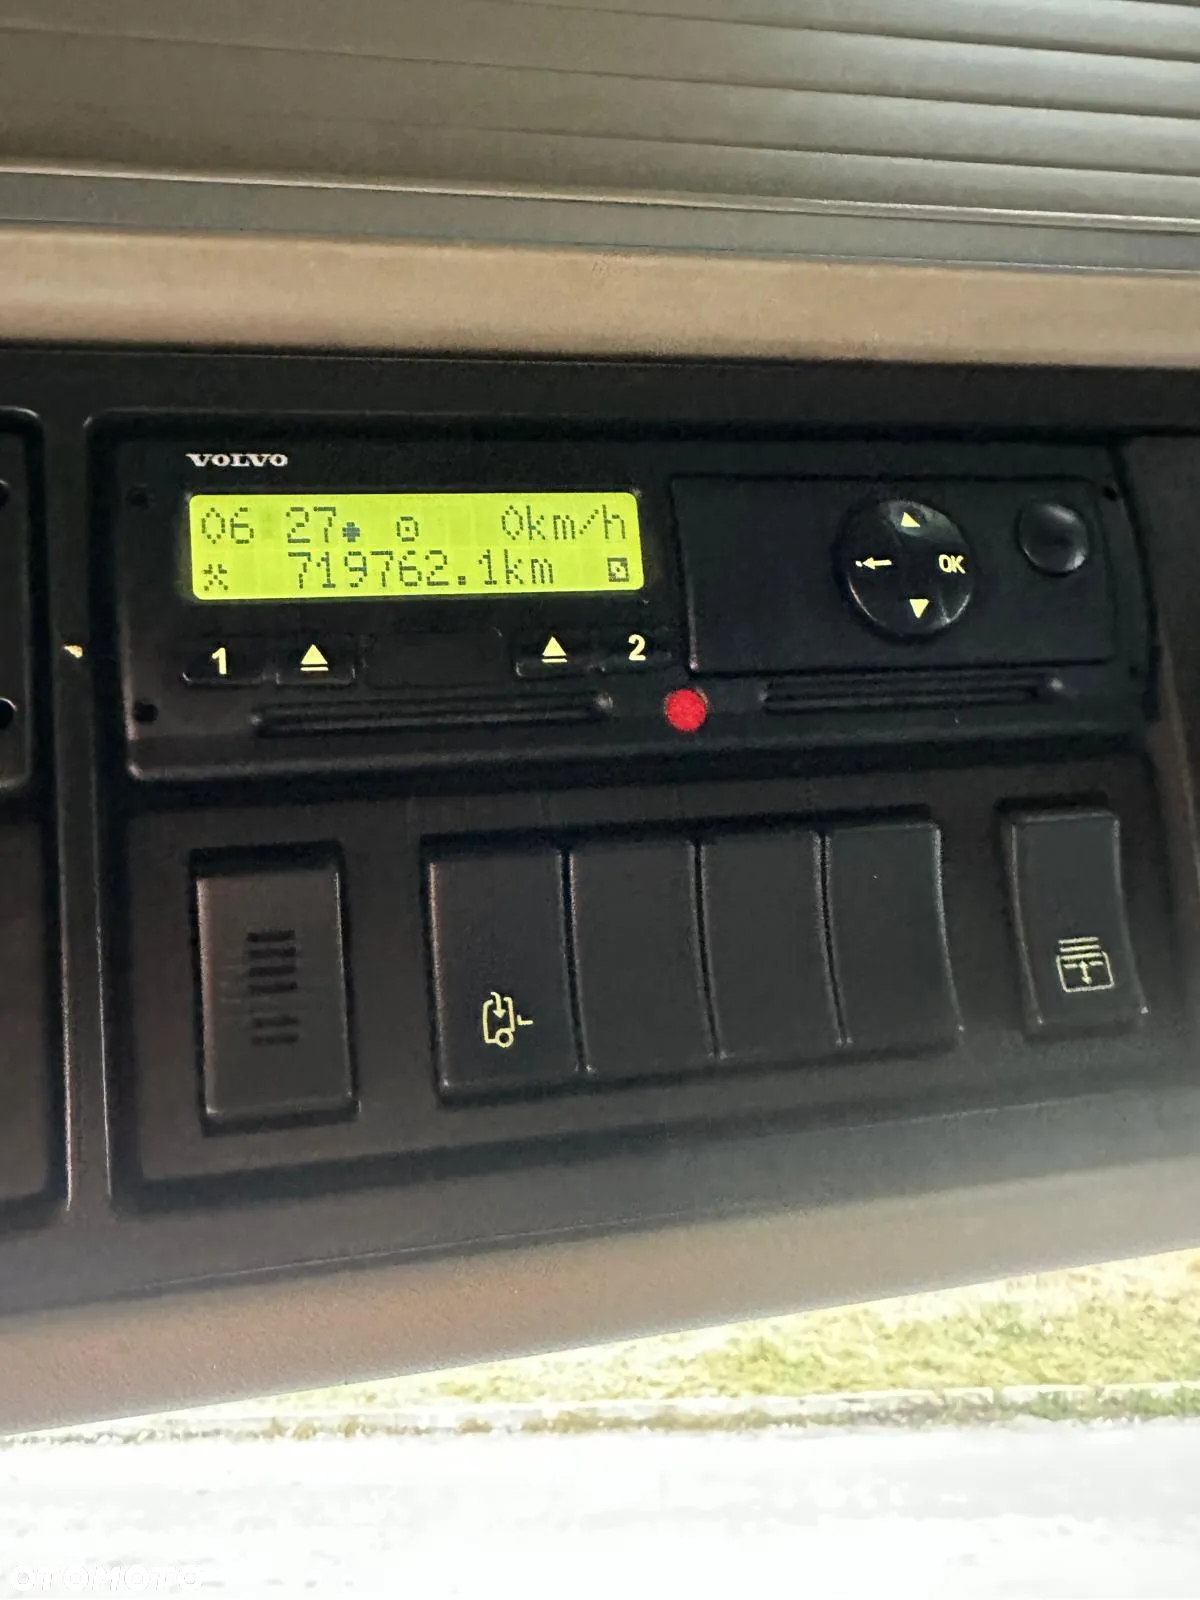 VOLVO
06 27 0km/h
719762.1km
1 2
OK
OTOMOTO